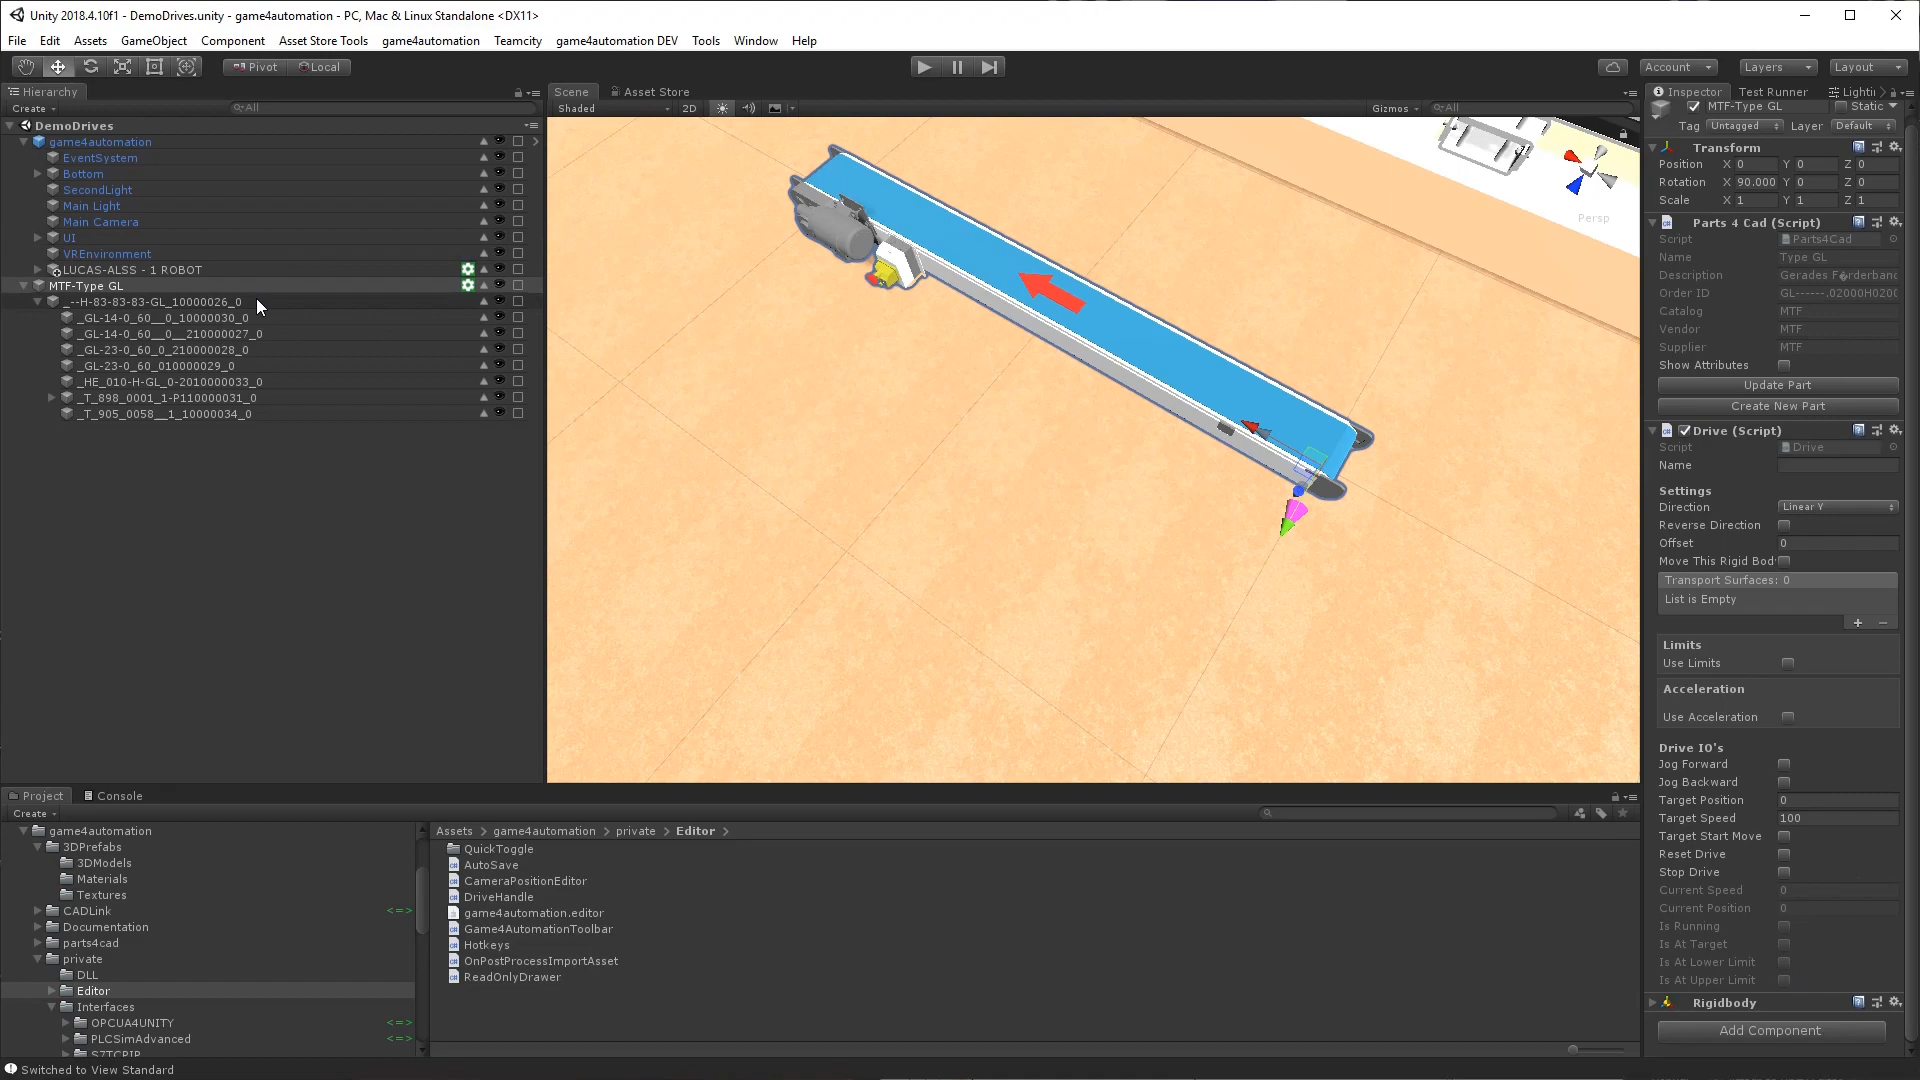 Unity 2018.4.10f1 - DemoDrives.unity - game4automation - PC, Mac & Linux Standalone <DX11>
File Edit Assets GameObject Component Asset Store Tools game4automation Teamcity game4automation DEV Tools Window Help
Pivot Local Account Layers Layout
Hierarchy
Create All
DemoDrives
game4automation
EventSystem
Bottom
SecondLight
Main Light
Main Camera
UI
VREnvironment
LUCAS-ALSS - 1 ROBOT
MTF-Type GL
_--H-83-83-83-GL_10000026_0
_GL-14-0_60__0_10000030_0
_GL-14-0_60__0__210000027_0
_GL-23-0_60_0_210000028_0
_GL-23-0_60_010000029_0
_HE_010-H-GL_0-2010000033_0
_T_898_0001_1-P110000031_0
_T_905_0058__1_10000034_0
Scene Asset Store
Shaded 2D Gizmos All
Persp
Inspector Test Runner Lightin
MTF-Type GL Static
Tag Untagged Layer Default
Transform
Position X 0 Y 0 Z 0
Rotation X 90.000 Y 0 Z 0
Scale X 1 Y 1 Z 1
Parts 4 Cad (Script)
Script Parts4Cad
Name Type GL
Description Gerades F�rderbanc
Order ID GL------.02000H0200
Catalog MTF
Vendor MTF
Supplier MTF
Show Attributes
Update Part
Create New Part
Drive (Script)
Script Drive
Name
Settings
Direction Linear Y
Reverse Direction
Offset 0
Move This Rigid Bod
Transport Surfaces: 0
List is Empty
Limits
Use Limits
Acceleration
Use Acceleration
Drive IO's
Jog Forward
Jog Backward
Target Position 0
Target Speed 100
Target Start Move
Reset Drive
Stop Drive
Current Speed 0
Current Position 0
Is Running
Is At Target
Is At Lower Limit
Is At Upper Limit
Rigidbody
Add Component
Project Console
Create
game4automation
3DPrefabs
3DModels
Materials
Textures
CADLink <=>
Documentation
parts4cad
private
DLL
Editor
Interfaces
OPCUA4UNITY <=>
PLCSimAdvanced <=>
S7TCPIP
Assets > game4automation > private > Editor >
QuickToggle
AutoSave
CameraPositionEditor
DriveHandle
game4automation.editor
Game4AutomationToolbar
Hotkeys
OnPostProcessImportAsset
ReadOnlyDrawer
Switched to View Standard